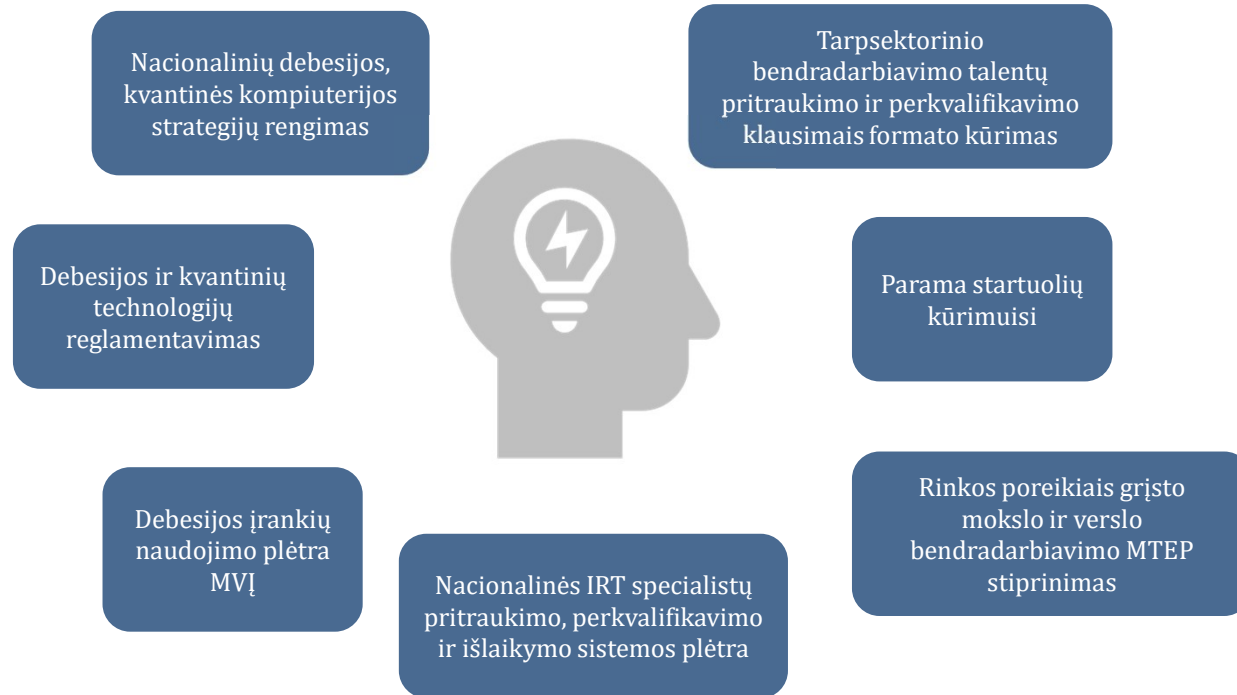 Nacionalinių debesijos,
kvantinės kompiuterijos
strategijų rengimas
Tarpsektorinio
bendradarbiavimo talentų
pritraukimo ir perkvalifikavimo
klausimais formato kūrimas
Debesijos ir kvantinių
technologijų
reglamentavimas
Parama startuolių
kūrimuisi
Debesijos įrankių
naudojimo plėtra
MVĮ
Nacionalinės IRT specialistų
pritraukimo, perkvalifikavimo
ir išlaikymo sistemos plėtra
Rinkos poreikiais grįsto
mokslo ir verslo
bendradarbiavimo MTEP
stiprinimas